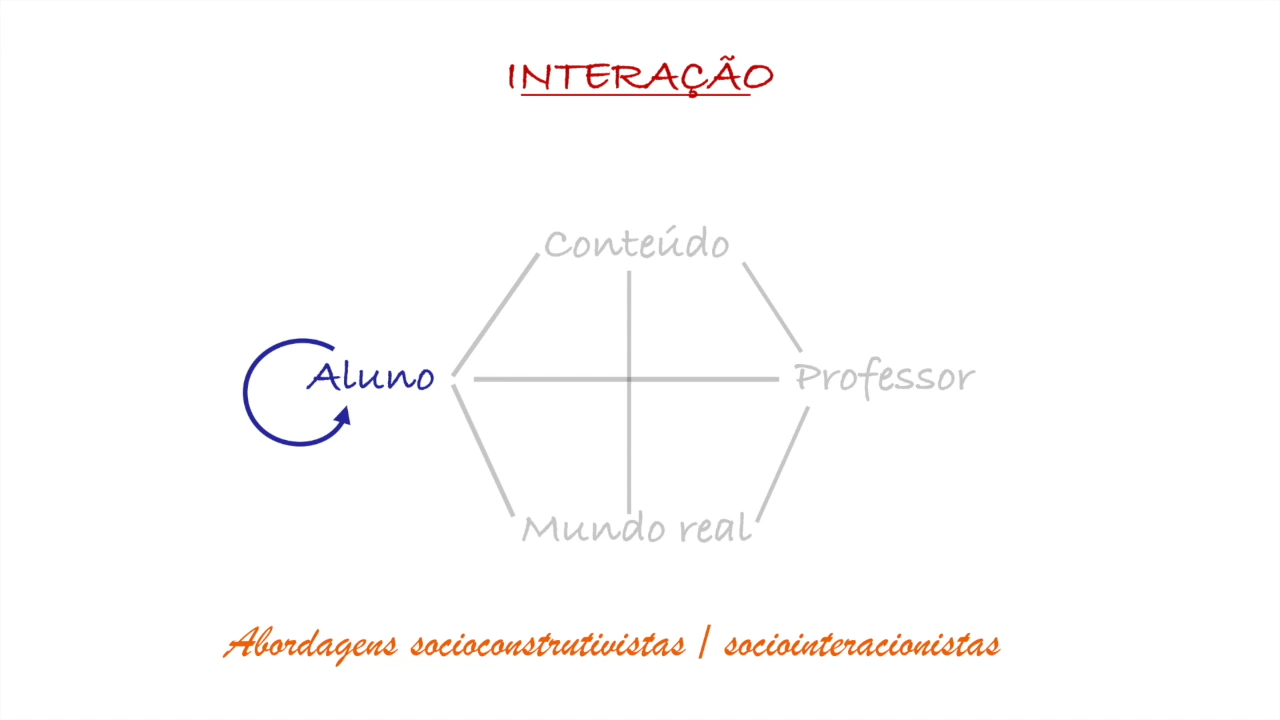 INTERAÇÃO
Conteúdo
Aluno
Professor
Mundo real
Abordagens socioconstrutivistas / sociointeracionistas